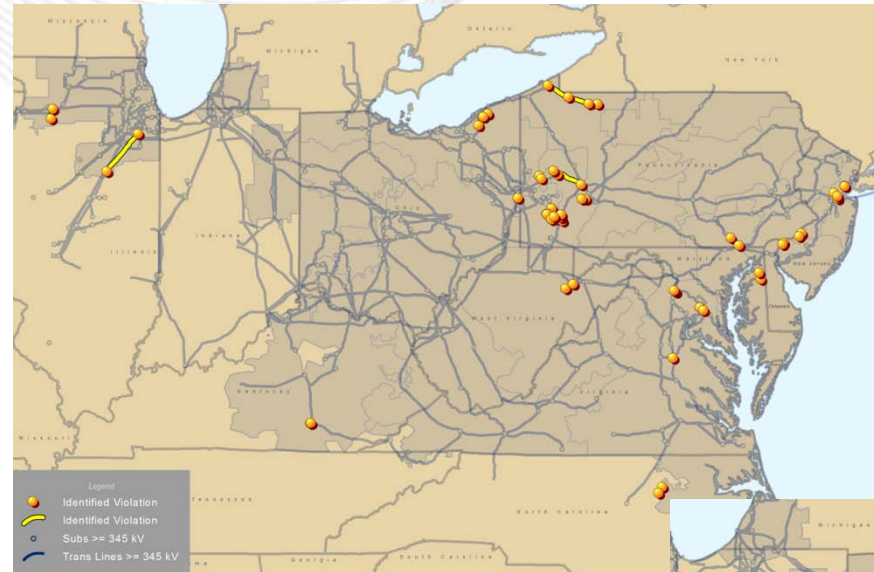 Wisconsin
Michigan
Ontario
New York
Pennsylvania
Ohio
Illinois
Indiana
Maryland
New Jersey
Delaware
West Virginia
Kentucky
Virginia
Missouri
Tennessee
North Carolina
Georgia
South Carolina
Michigan
Legend
Identified Violation
Identified Violation
Subs >= 345 kV
Trans Lines >= 345 kV